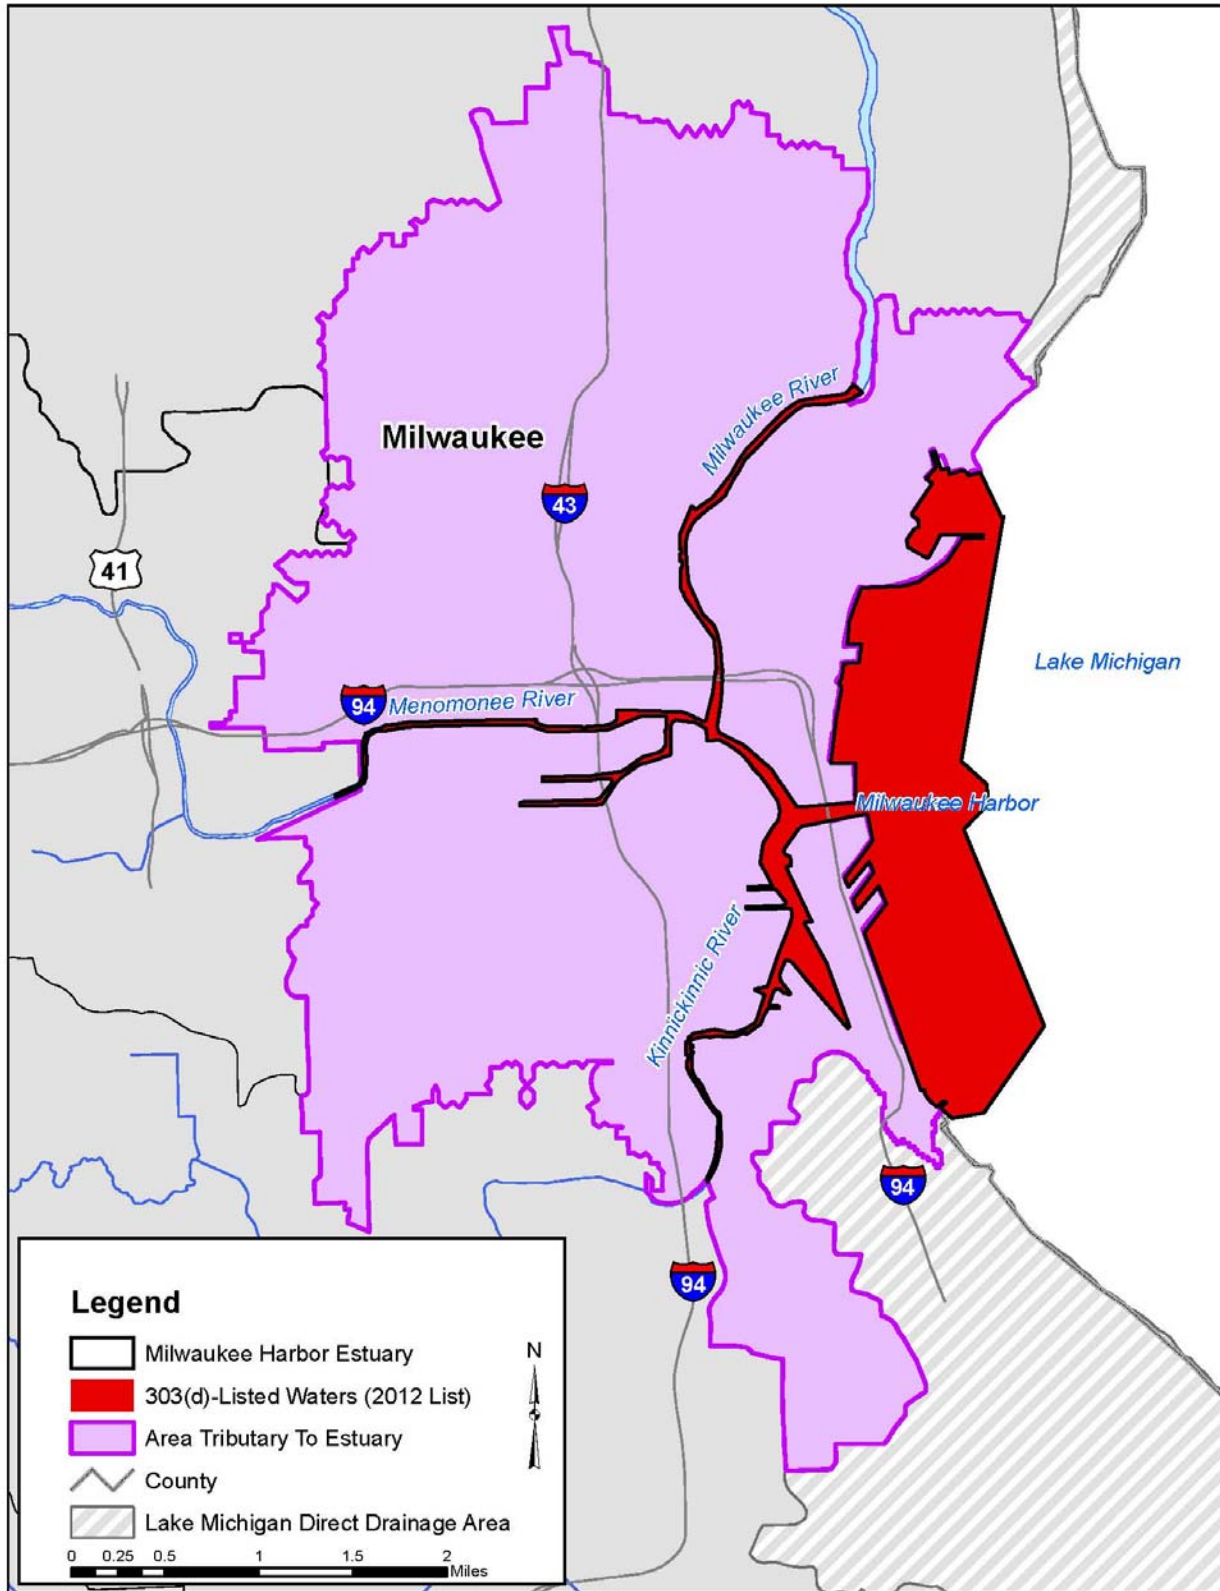 Milwaukee River
Milwaukee
43
41
Lake Michigan
94
Menomonee River
Milwaukee Harbor
Kinnickinnic River
94
94
Legend
Milwaukee Harbor Estuary
303(d)-Listed Waters (2012 List)
Area Tributary To Estuary
County
Lake Michigan Direct Drainage Area
N
0 0.25 0.5 1 1.5 2
Miles